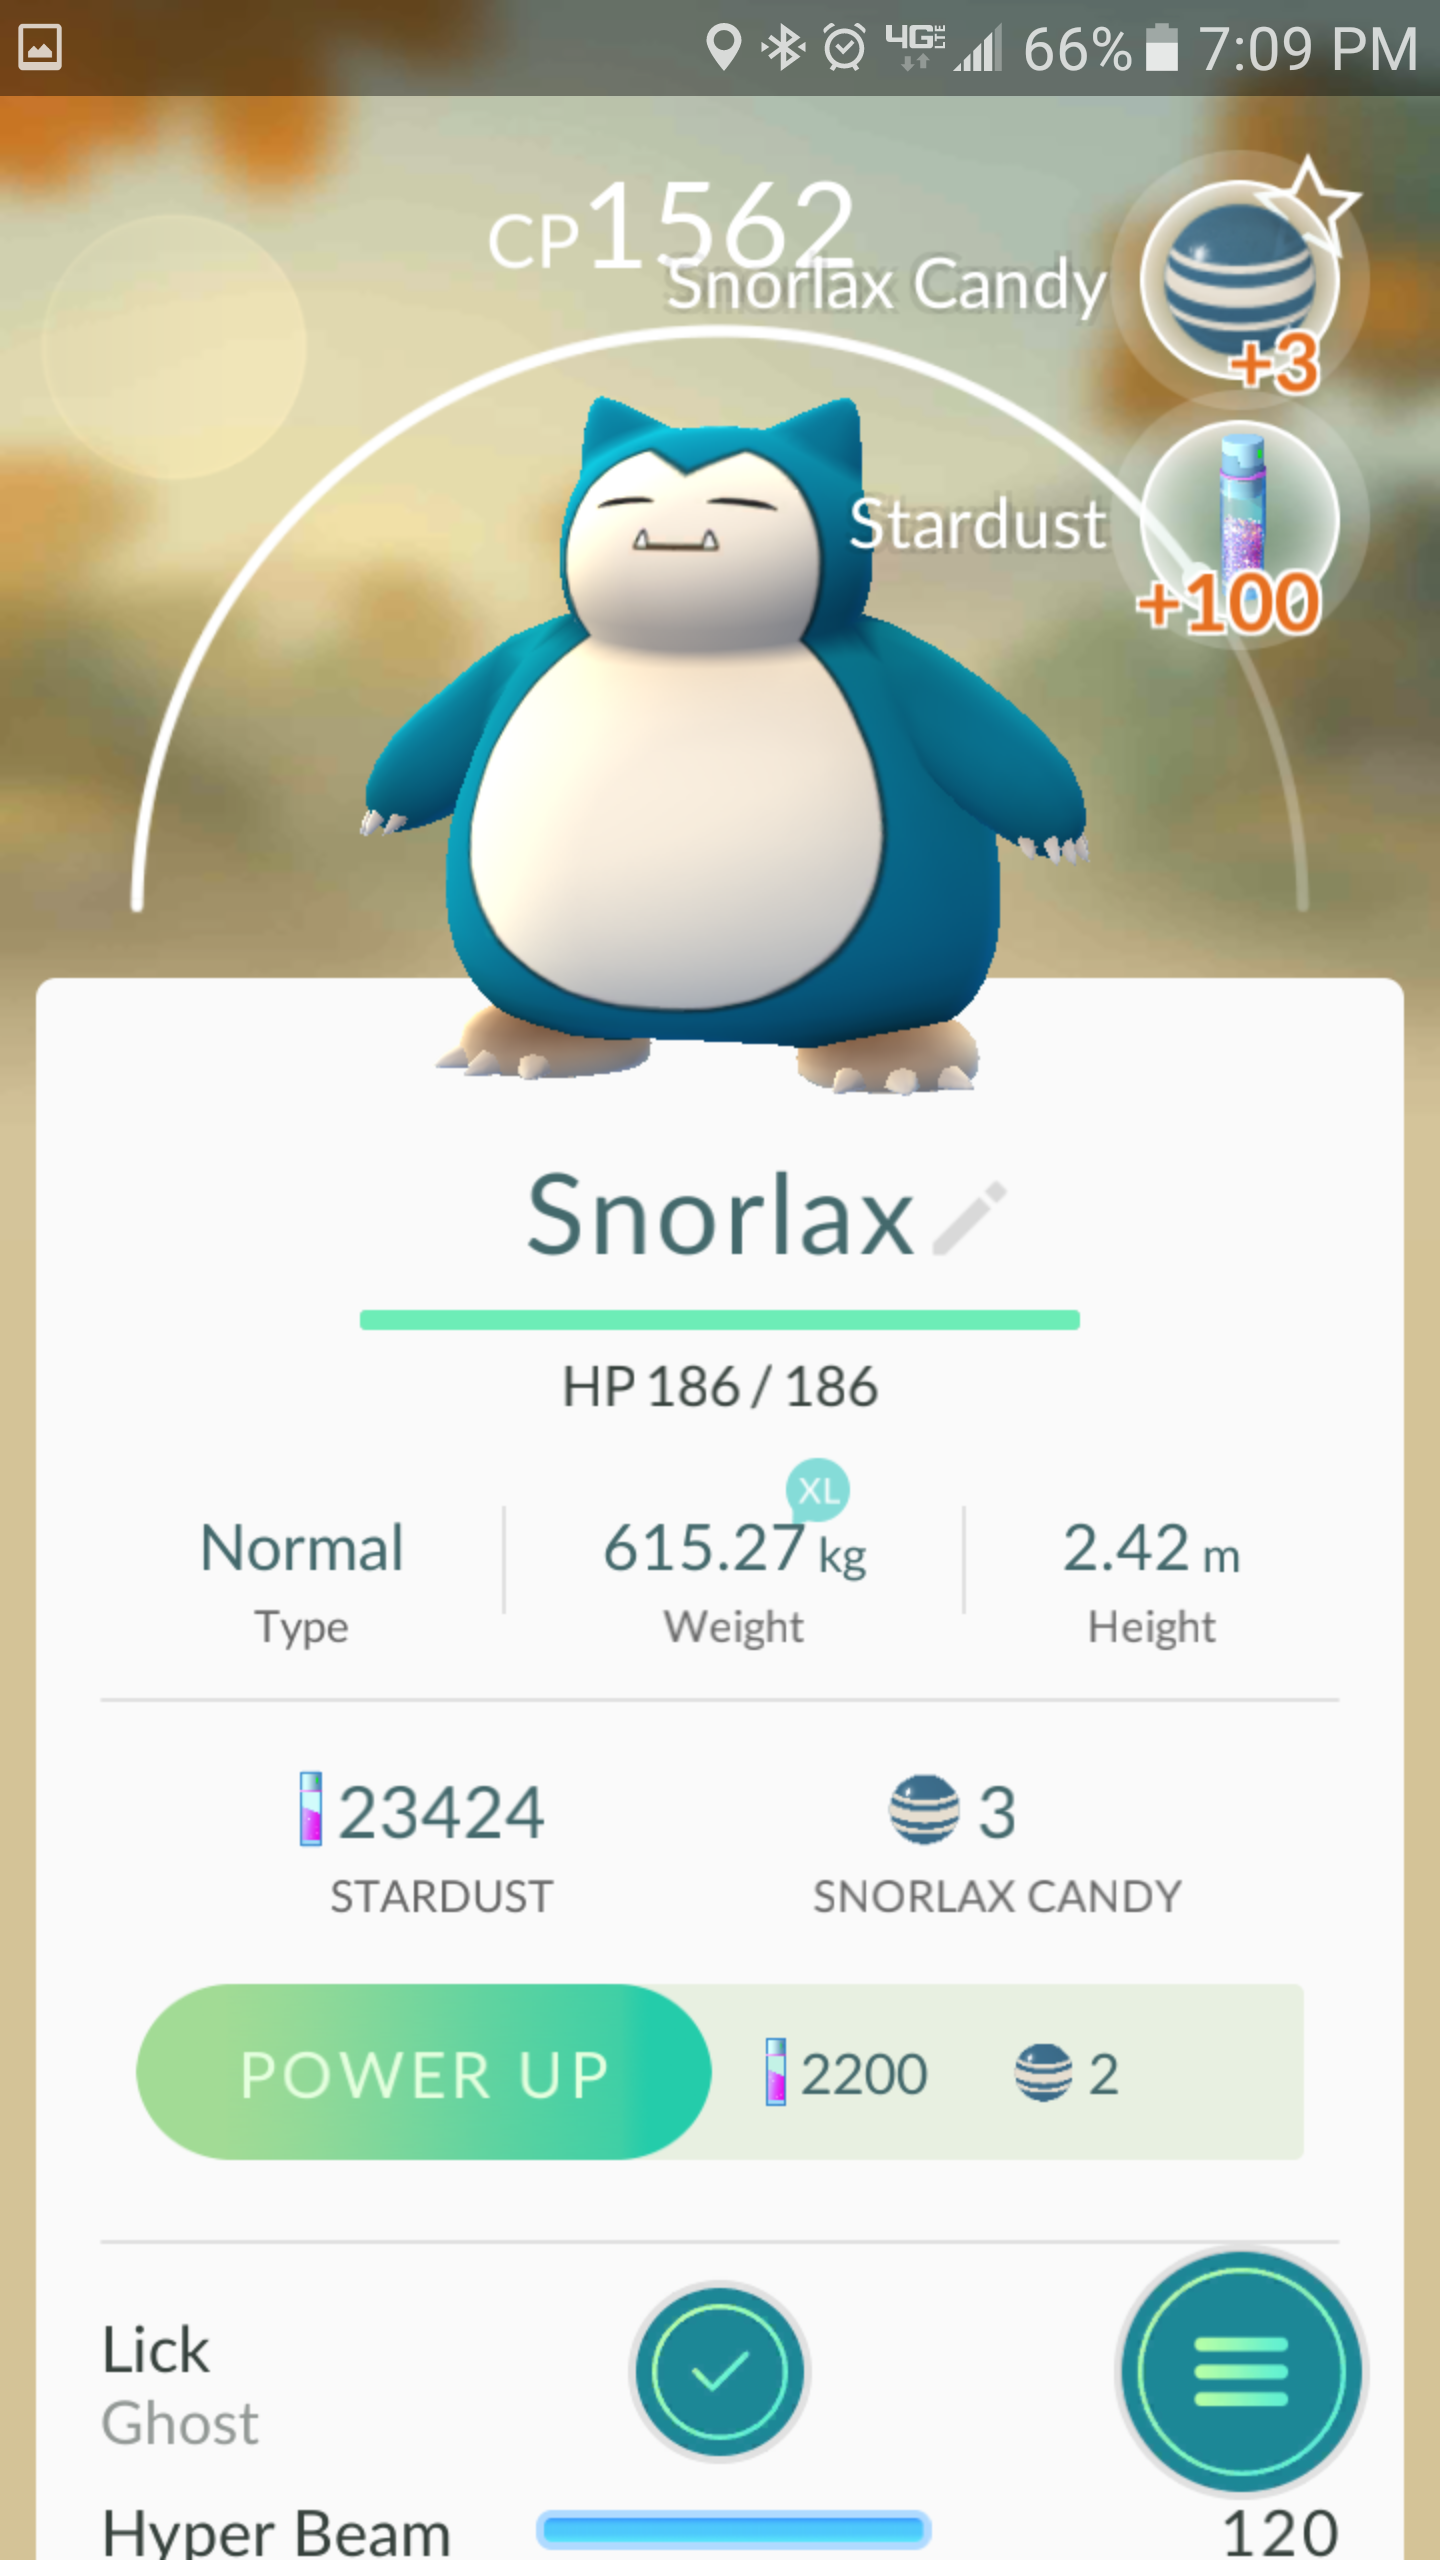 4G LTE 66% 7:09 PM
CP1562
Snorlax Candy
+3
Stardust
+100
Snorlax
HP 186 / 186
XL
Normal 615.27 kg 2.42 m
Type Weight Height
23424 3
STARDUST SNORLAX CANDY
POWER UP 2200 2
Lick
Ghost
Hyper Beam 120